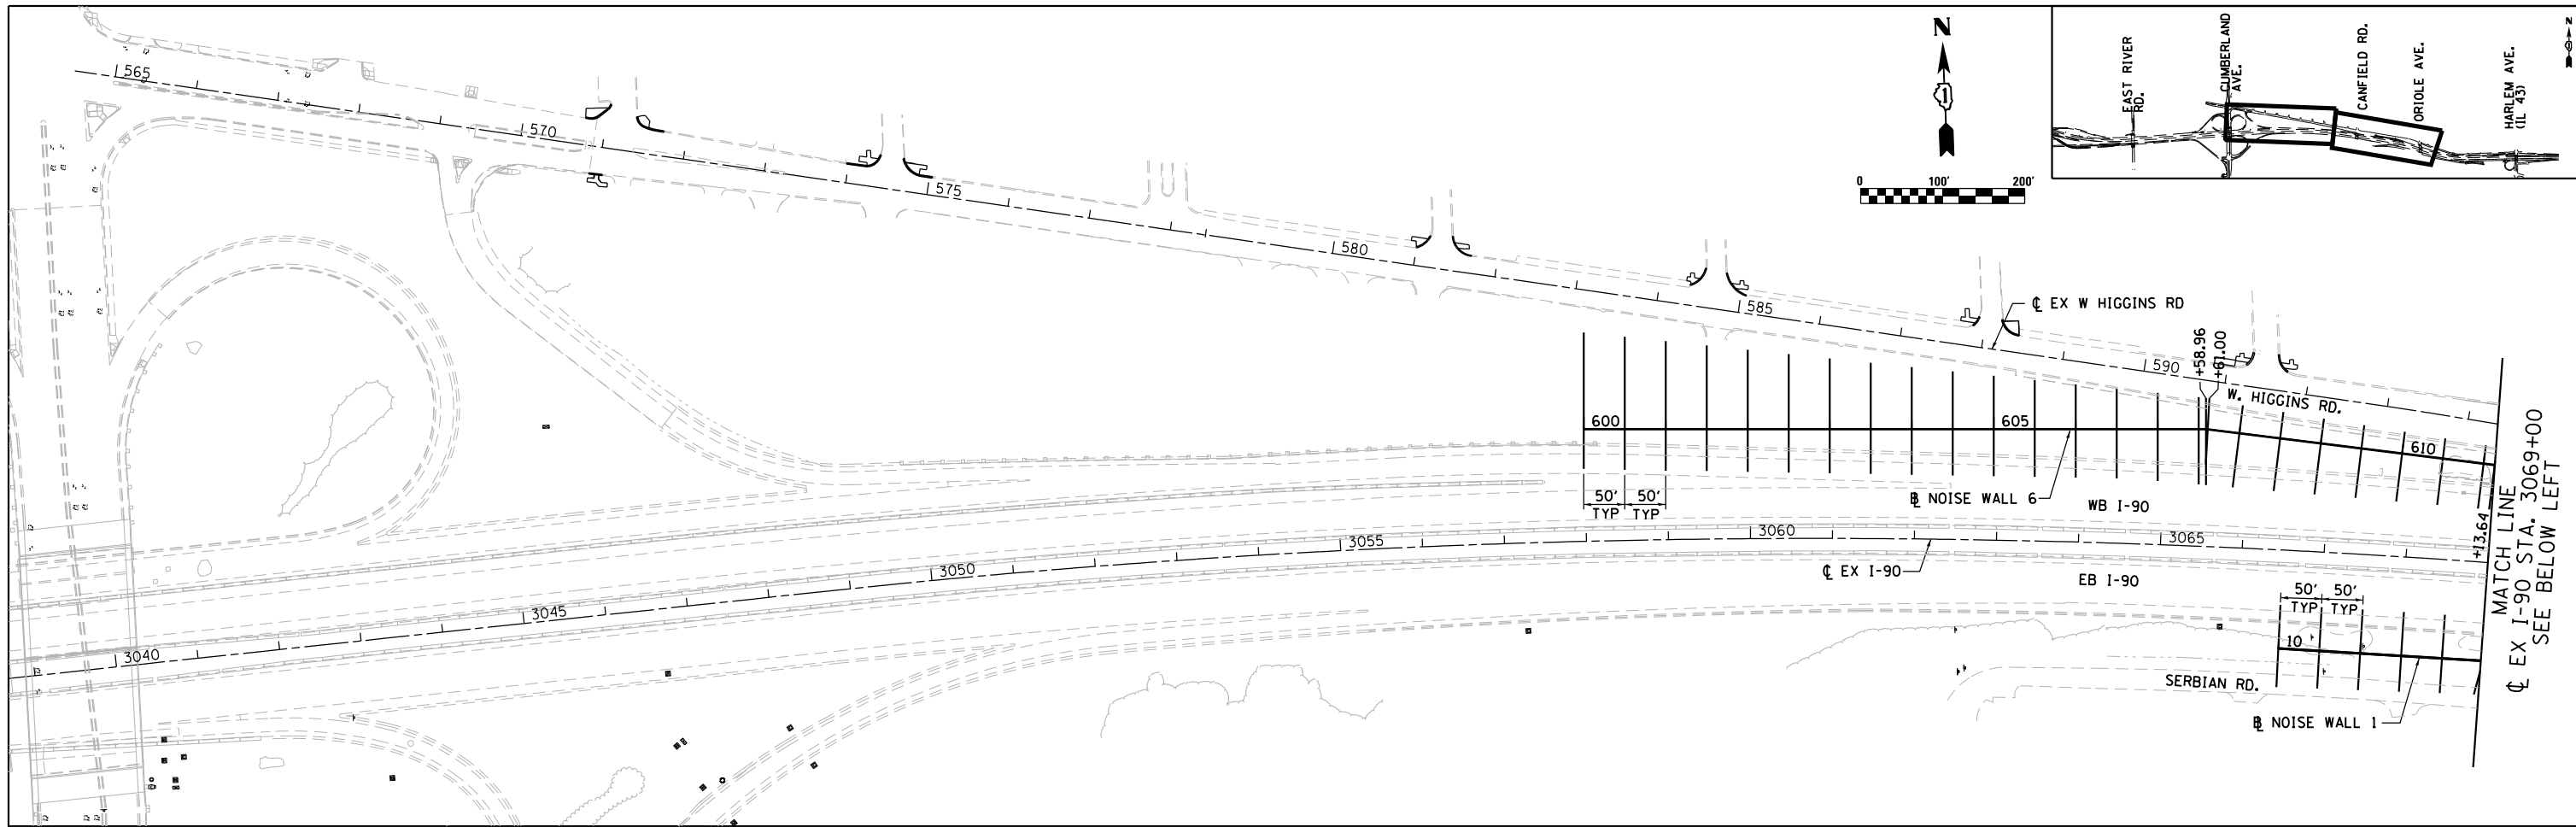 565
570
575
580
585
590
N
0 100' 200'
EAST RIVER
RD.
CUMBERLAND
AVE.
CANFIELD RD.
ORIOLE AVE.
HARLEM AVE.
(IL 43)
N
℄ EX W HIGGINS RD
+58.96
+61.00
W. HIGGINS RD.
600
605
610
50' 50'
TYP TYP
BL NOISE WALL 6
WB I-90
3040
3045
3050
3055
3060
3065
℄ EX I-90
EB I-90
+13.64
50' 50'
TYP TYP
10
SERBIAN RD.
BL NOISE WALL 1
MATCH LINE
℄ EX I-90 STA. 3069+00
SEE BELOW LEFT